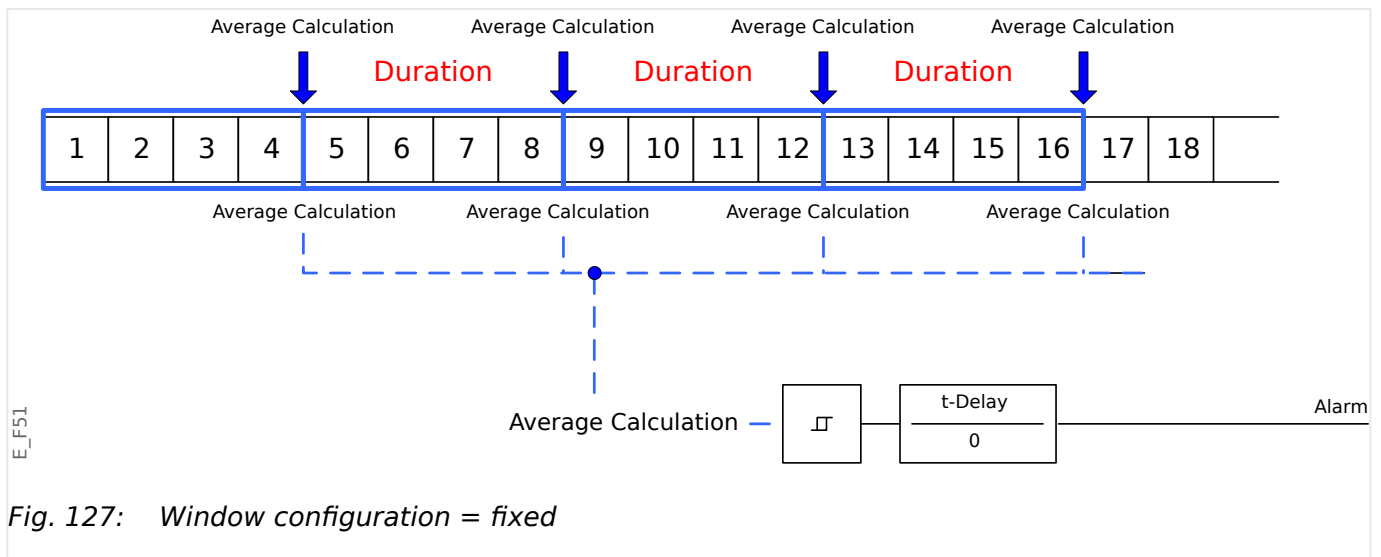 Average Calculation Average Calculation Average Calculation Average Calculation
Duration Duration Duration
1 2 3 4 5 6 7 8 9 10 11 12 13 14 15 16 17 18
Average Calculation Average Calculation Average Calculation Average Calculation
t-Delay
Alarm
Average Calculation
0
E_F51
Fig. 127: Window configuration = fixed